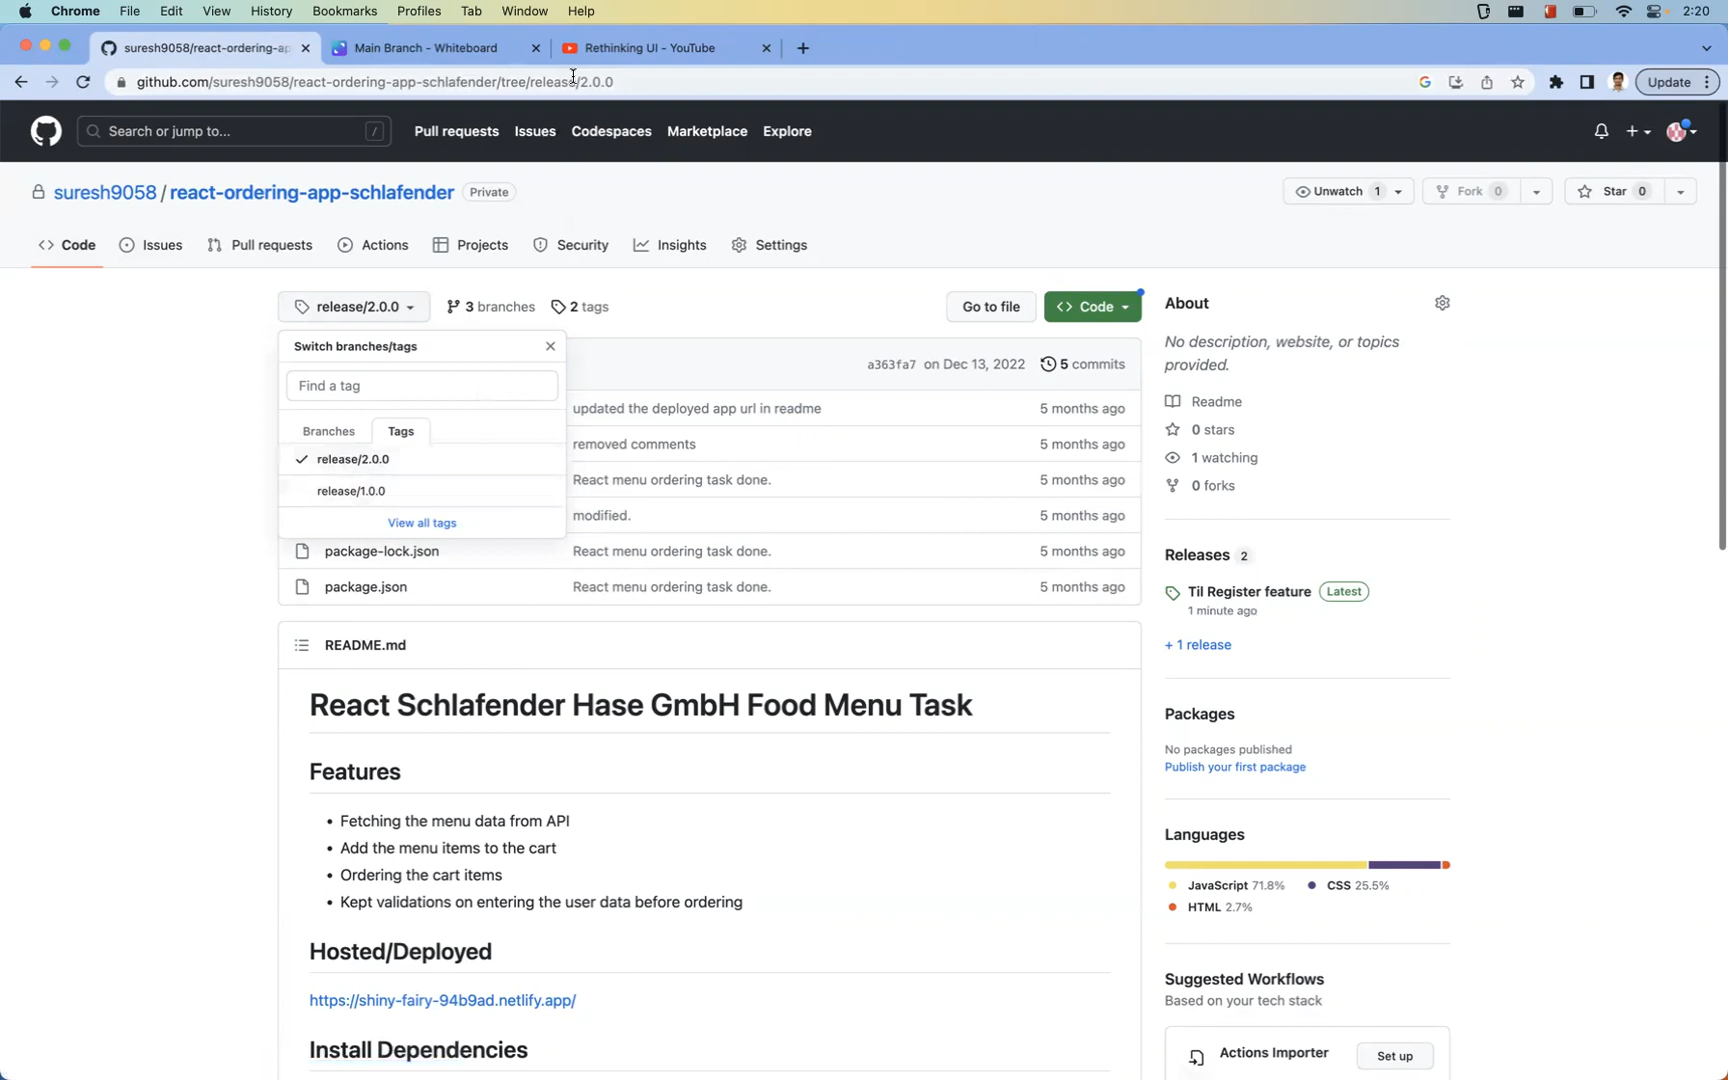 Chrome File Edit View History Bookmarks Profiles Tab Window Help 2:20
suresh9058/react-ordering-ap Main Branch - Whiteboard Rethinking UI - YouTube
github.com/suresh9058/react-ordering-app-schlafender/tree/release/2.0.0 Update
Search or jump to... / Pull requests Issues Codespaces Marketplace Explore
suresh9058 / react-ordering-app-schlafender Private Unwatch 1 Fork 0 Star 0
Code Issues Pull requests Actions Projects Security Insights Settings
release/2.0.0 3 branches 2 tags Go to file Code
Switch branches/tags
Find a tag
Branches Tags
release/2.0.0
release/1.0.0
View all tags
a363fa7 on Dec 13, 2022 5 commits
updated the deployed app url in readme 5 months ago
removed comments 5 months ago
React menu ordering task done. 5 months ago
modified. 5 months ago
package-lock.json React menu ordering task done. 5 months ago
package.json React menu ordering task done. 5 months ago
README.md
React Schlafender Hase GmbH Food Menu Task
Features
• Fetching the menu data from API
• Add the menu items to the cart
• Ordering the cart items
• Kept validations on entering the user data before ordering
Hosted/Deployed
https://shiny-fairy-94b9ad.netlify.app/
Install Dependencies
About
No description, website, or topics
provided.
Readme
0 stars
1 watching
0 forks
Releases 2
Til Register feature Latest
1 minute ago
+ 1 release
Packages
No packages published
Publish your first package
Languages
JavaScript 71.8% CSS 25.5%
HTML 2.7%
Suggested Workflows
Based on your tech stack
Actions Importer Set up